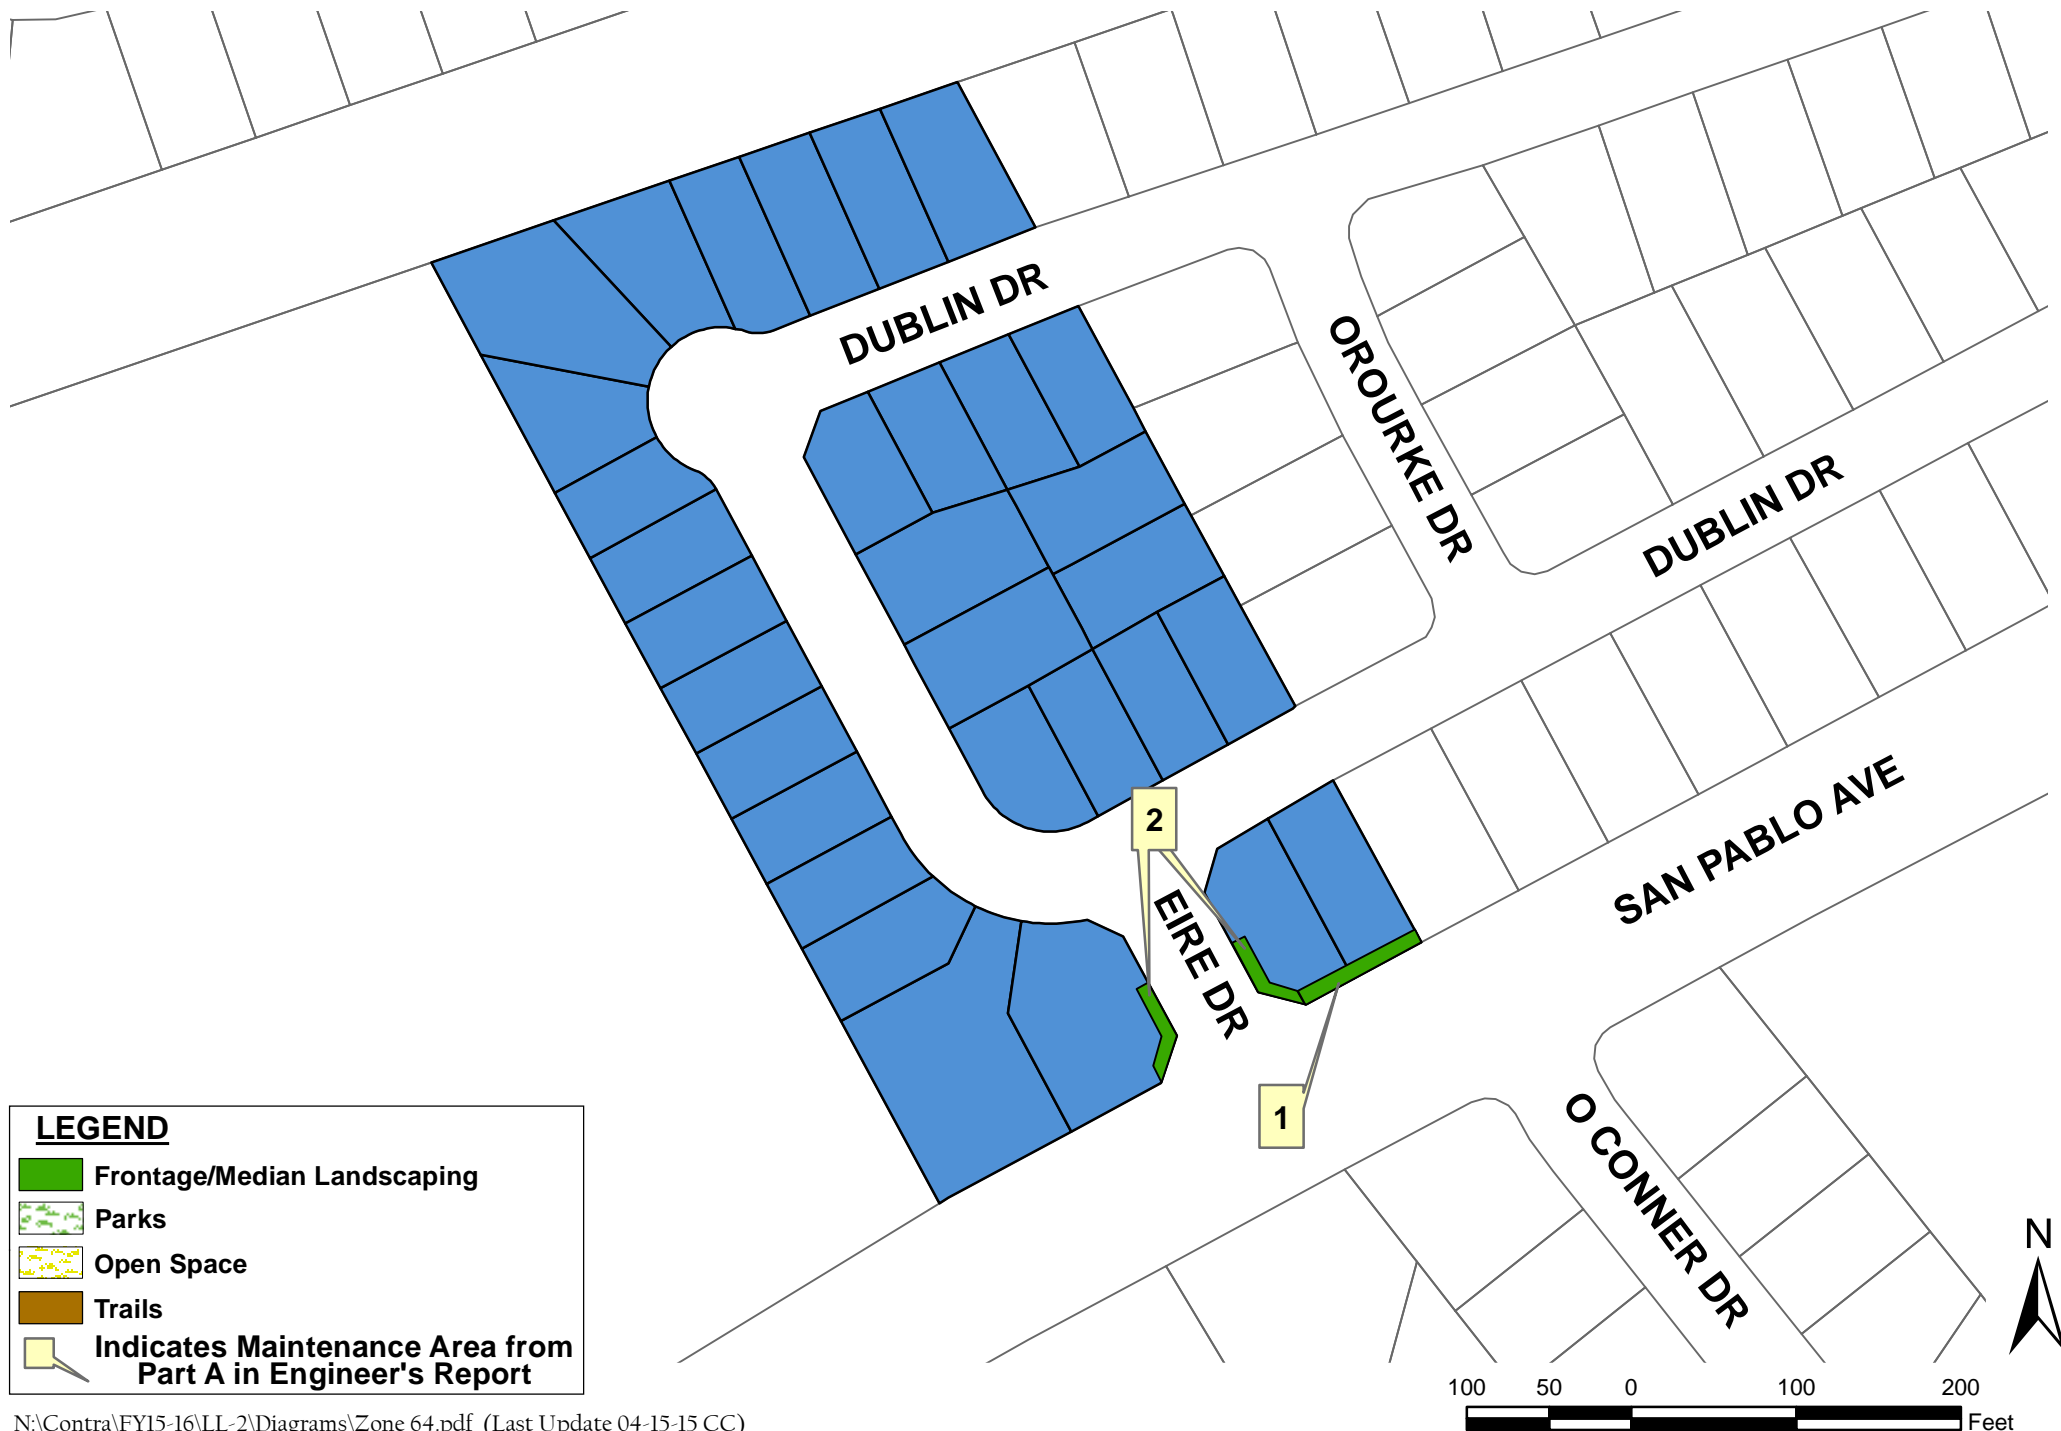 DUBLIN DR
OROURKE DR
DUBLIN DR
SAN PABLO AVE
2
EIRE DR
1
O CONNER DR
LEGEND
Frontage/Median Landscaping
Parks
Open Space
Trails
Indicates Maintenance Area from
Part A in Engineer's Report
N
100 50 0 100 200
Feet
N:\Contra\FY15-16\LL-2\Diagrams\Zone 64.pdf (Last Update 04-15-15 CC)